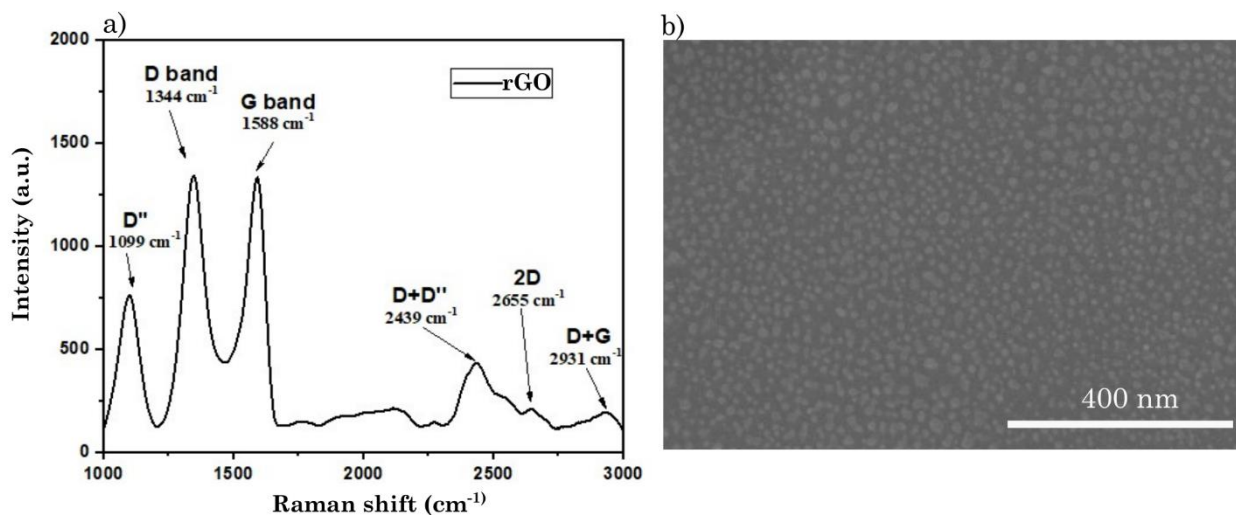 a)
2000
1500
1000
500
0
Intensity (a.u.)
D band
1344 cm⁻¹
G band
1588 cm⁻¹
rGO
D"
1099 cm⁻¹
D+D"
2439 cm⁻¹
2D
2655 cm⁻¹
D+G
2931 cm⁻¹
1000 1500 2000 2500 3000
Raman shift (cm⁻¹)
b)
400 nm